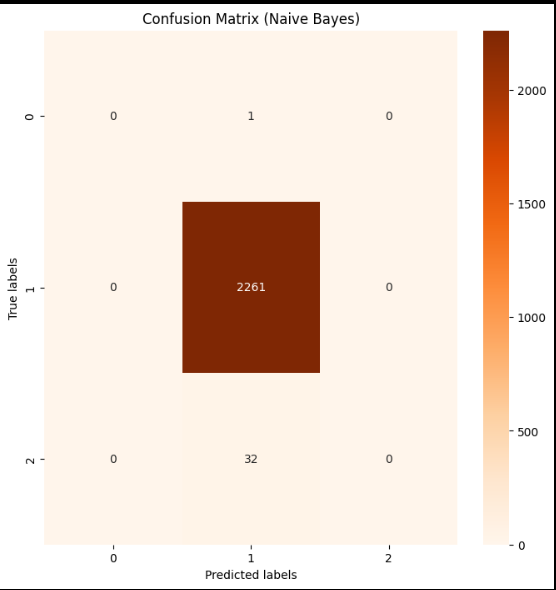 Confusion Matrix (Naive Bayes)
0 0 1 0
1 0 2261 0
2 0 32 0
0 1 2
True labels
Predicted labels
2000
1500
1000
500
0